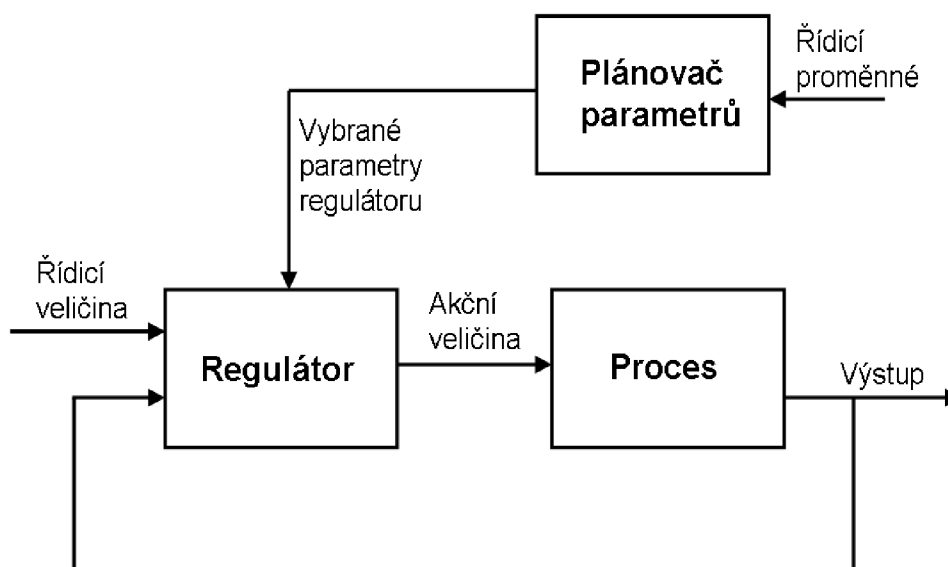 Plánovač
parametrů
Řídicí
proměnné
Vybrané
parametry
regulátoru
Řídicí
veličina
Regulátor
Akční
veličina
Proces
Výstup